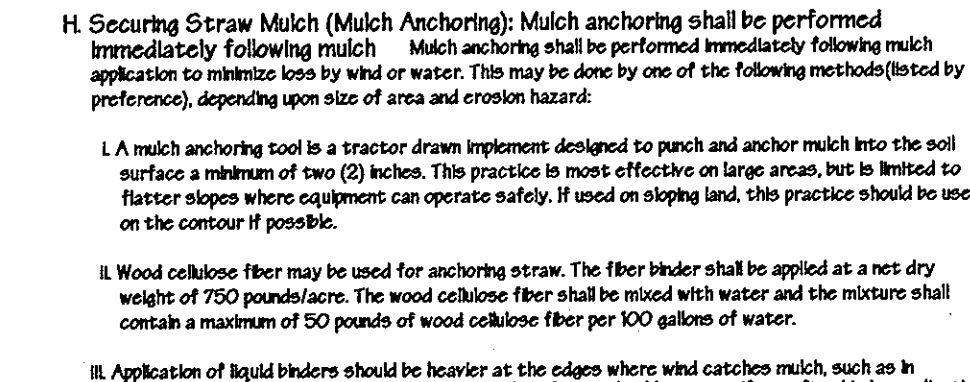 H. Securing Straw Mulch (Mulch Anchoring): Mulch anchoring shall be performed
immediately following mulch Mulch anchoring shall be performed immediately following mulch
application to minimize loss by wind or water. This may be done by one of the following methods(listed by
preference), depending upon size of area and erosion hazard:
i. A mulch anchoring tool is a tractor drawn implement designed to punch and anchor mulch into the soil
surface a minimum of two (2) inches. This practice is most effective on large areas, but is limited to
flatter slopes where equipment can operate safely. If used on sloping land, this practice should be use
on the contour if possible.
ii. Wood cellulose fiber may be used for anchoring straw. The fiber binder shall be applied at a net dry
weight of 750 pounds/acre. The wood cellulose fiber shall be mixed with water and the mixture shall
contain a maximum of 50 pounds of wood cellulose fiber per 100 gallons of water.
iii. Application of liquid binders should be heavier at the edges where wind catches mulch, such as in